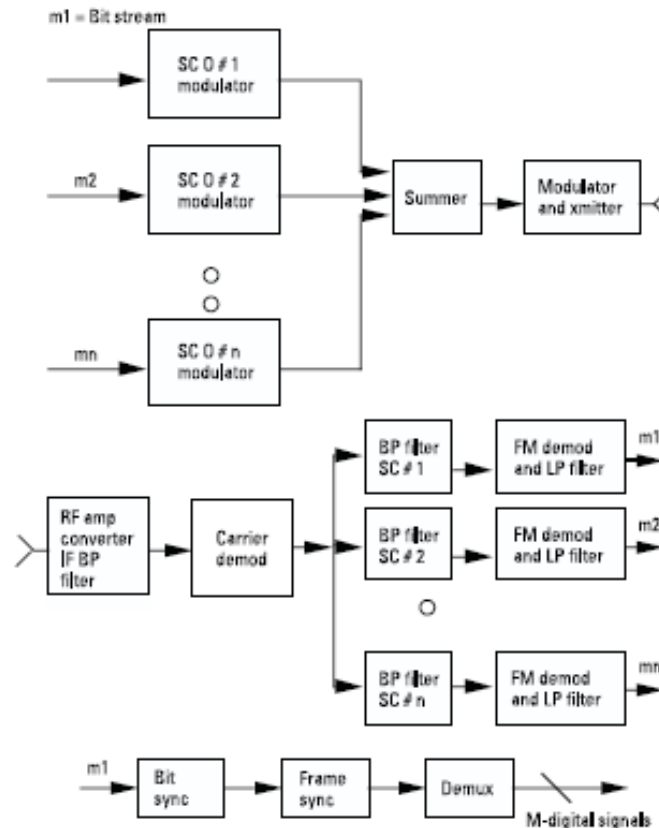 m1 = Bit stream
SC O # 1
modulator
m2
SC O # 2
modulator
Summer
Modulator
and xmitter
mn
SC O # n
modulator
BP filter
SC # 1
FM demod
and LP filter
m1
RF amp
converter
IF BP
filter
Carrier
demod
BP filter
SC # 2
FM demod
and LP filter
m2
BP filter
SC # n
FM demod
and LP filter
mn
m1
Bit
sync
Frame
sync
Demux
M-digital signals